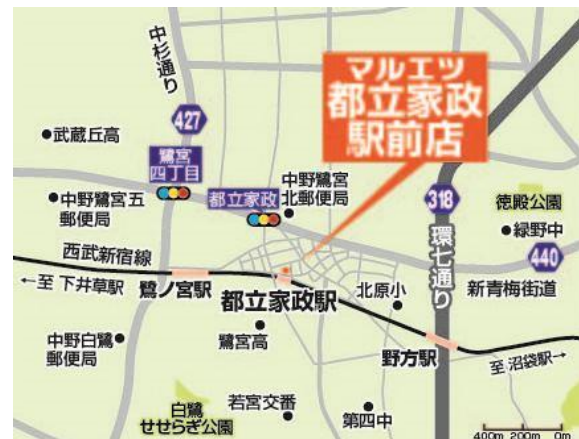 中杉通り
マルエツ
都立家政
駅前店
427
武蔵丘高
鷺宮
四丁目
中野鷺宮五
郵便局
都立家政
中野鷺宮
北郵便局
318
徳殿公園
緑野中
440
環七通り
新青梅街道
西武新宿線
←至 下井草駅
鷺ノ宮駅
都立家政駅
北原小
中野白鷺
郵便局
鷺宮高
野方駅
至 沼袋駅→
白鷺
せせらぎ公園
若宮交番
第四中
400m 200m 0m